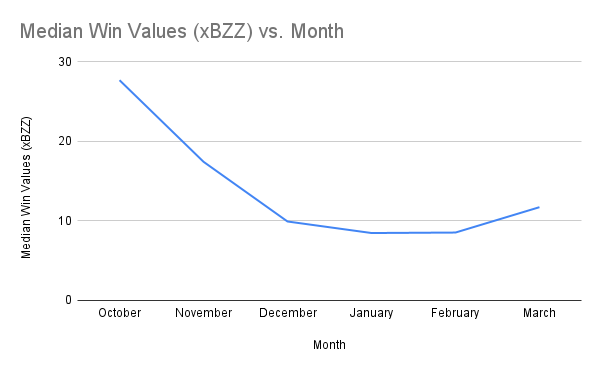 Median Win Values (xBZZ) vs. Month
Median Win Values (xBZZ)
30
20
10
0
October November December January February March
Month